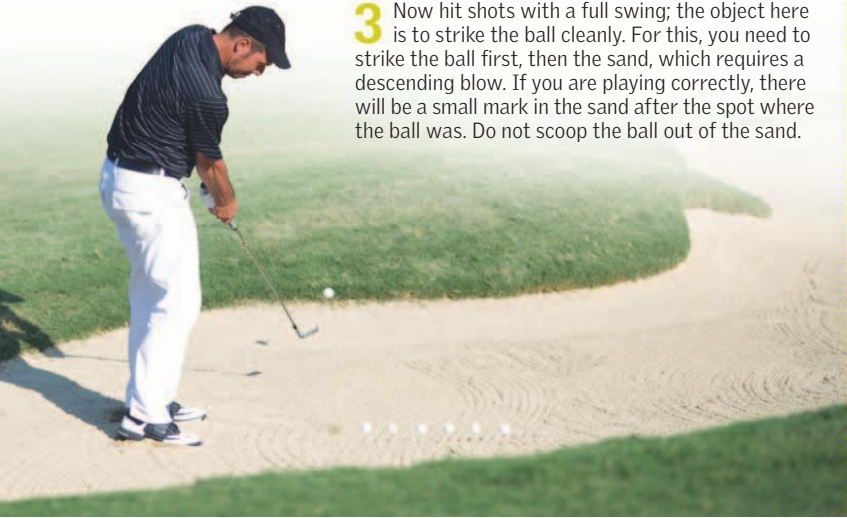 3 Now hit shots with a full swing; the object here
is to strike the ball cleanly. For this, you need to
strike the ball first, then the sand, which requires a
descending blow. If you are playing correctly, there
will be a small mark in the sand after the spot where
the ball was. Do not scoop the ball out of the sand.